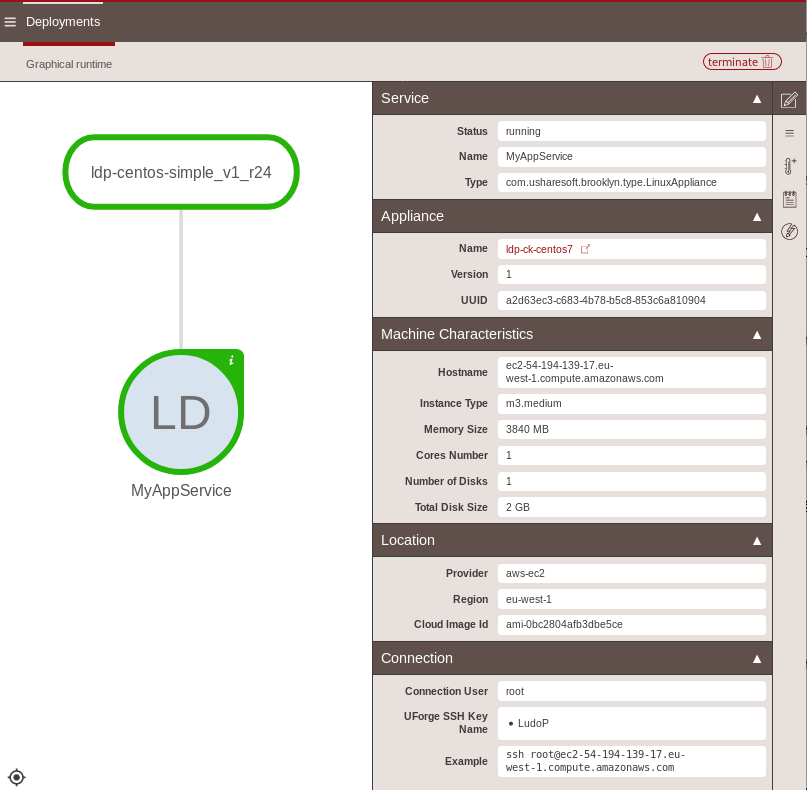 Deployments
Graphical runtime
terminate
ldp-centos-simple_v1_r24
i
LD
MyAppService
Service ▲
Status running
Name MyAppService
Type com.usharesoft.brooklyn.type.LinuxAppliance
Appliance ▲
Name ldp-ck-centos7
Version 1
UUID a2d63ec3-c683-4b78-b5c8-853c6a810904
Machine Characteristics ▲
Hostname ec2-54-194-139-17.eu-
west-1.compute.amazonaws.com
Instance Type m3.medium
Memory Size 3840 MB
Cores Number 1
Number of Disks 1
Total Disk Size 2 GB
Location ▲
Provider aws-ec2
Region eu-west-1
Cloud Image Id ami-0bc2804afb3dbe5ce
Connection ▲
Connection User root
UForge SSH Key
Name • LudoP
Example ssh root@ec2-54-194-139-17.eu-
west-1.compute.amazonaws.com